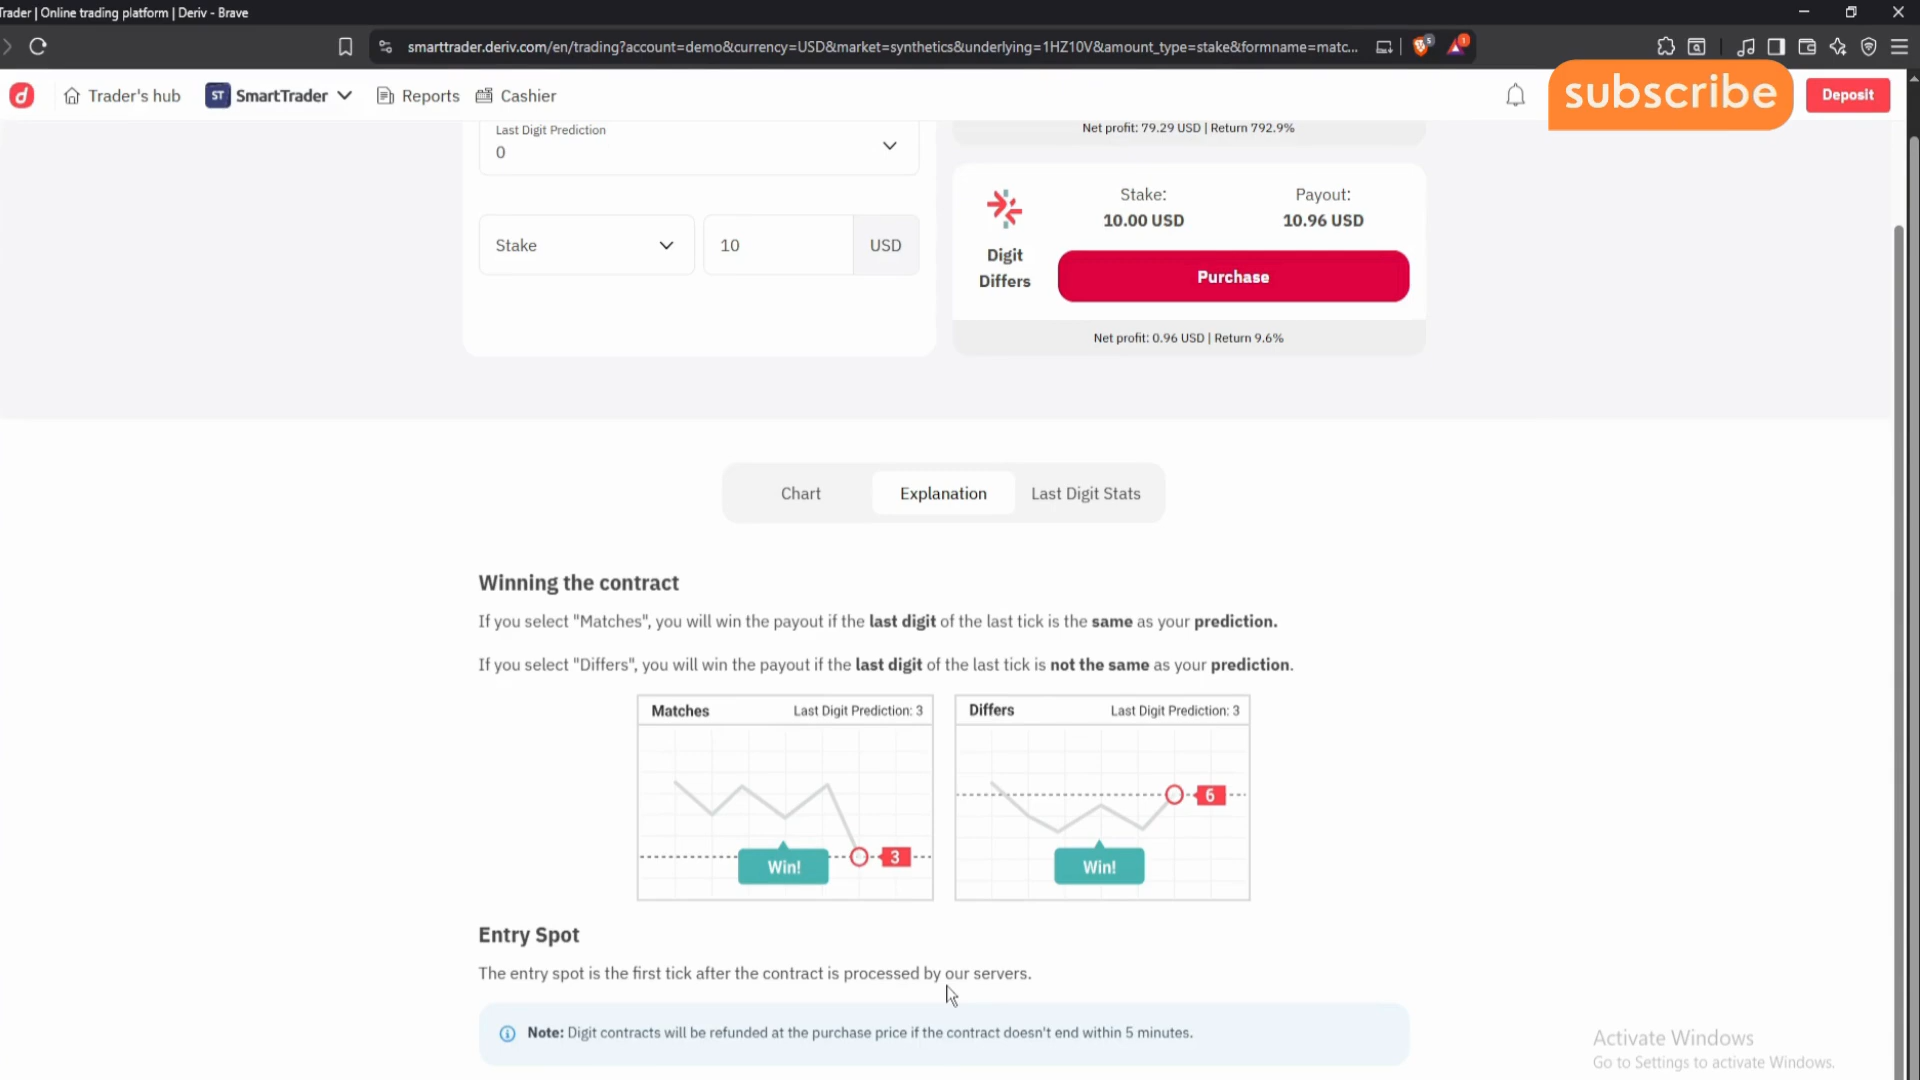 Trader | Online trading platform | Deriv - Brave
smarttrader.deriv.com/en/trading?account=demo&currency=USD&market=synthetics&underlying=1HZ10V&amount_type=stake&formname=matc...
5
1
Trader's hub
ST
SmartTrader
Reports
Cashier
subscribe
Deposit
Last Digit Prediction
0
Net profit: 79.29 USD | Return 792.9%
Stake
10
USD
Stake:
10.00 USD
Payout:
10.96 USD
Digit
Differs
Purchase
Net profit: 0.96 USD | Return 9.6%
Chart
Explanation
Last Digit Stats
Winning the contract
If you select "Matches", you will win the payout if the last digit of the last tick is the same as your prediction.
If you select "Differs", you will win the payout if the last digit of the last tick is not the same as your prediction.
Matches
Last Digit Prediction: 3
Win!
3
Differs
Last Digit Prediction: 3
6
Win!
Entry Spot
The entry spot is the first tick after the contract is processed by our servers.
Note: Digit contracts will be refunded at the purchase price if the contract doesn't end within 5 minutes.
Activate Windows
Go to Settings to activate Windows.